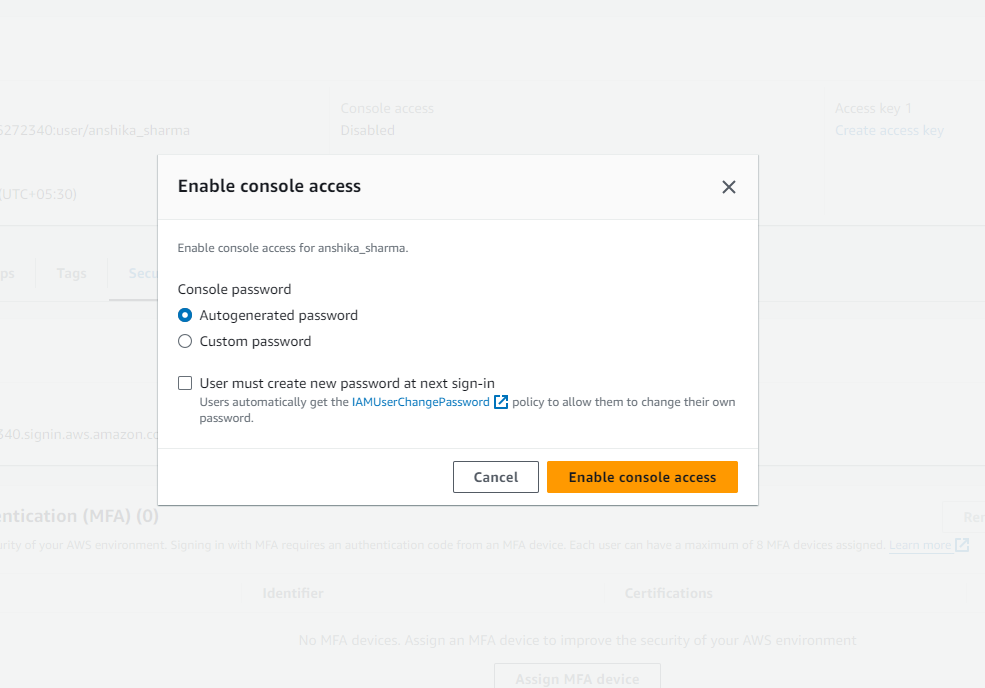 Console access
Access key 1
5272340:user/anshika_sharma
Disabled
Create access key
Enable console access
(UTC+05:30)
Enable console access for anshika_sharma.
ps
Tags
Secu
Console password
Autogenerated password
Custom password
User must create new password at next sign-in
Users automatically get the IAMUserChangePassword policy to allow them to change their own
password.
340.signin.aws.amazon.co
Cancel
Enable console access
entication (MFA) (0)
Rem
urity of your AWS environment. Signing in with MFA requires an authentication code from an MFA device. Each user can have a maximum of 8 MFA devices assigned. Learn more
Identifier
Certifications
No MFA devices. Assign an MFA device to improve the security of your AWS environment
Assign MFA device